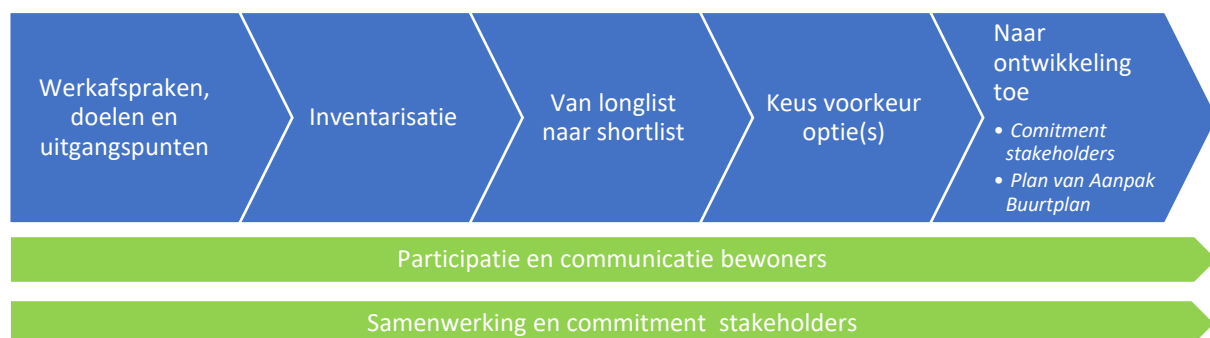 Werkafspraken,
doelen en
uitgangspunten
Inventarisatie
Van longlist
naar shortlist
Keus voorkeur
optie(s)
Naar
ontwikkeling
toe
• Comitment
stakeholders
• Plan van Aanpak
Buurtplan
Participatie en communicatie bewoners
Samenwerking en commitment  stakeholders